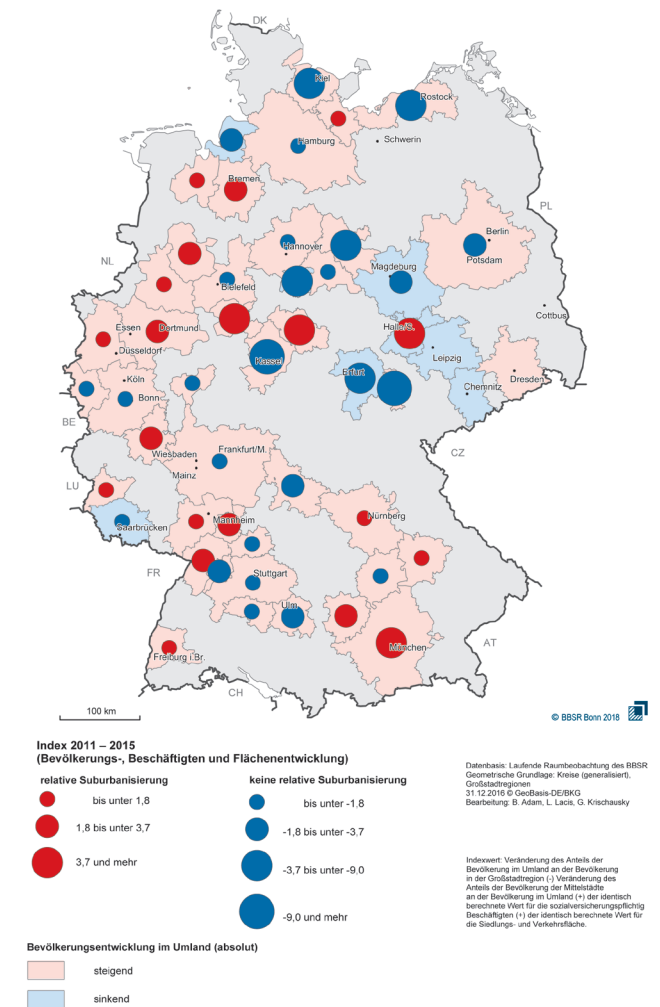 DK
Kiel
Rostock
Hamburg
Schwerin
Bremen
PL
Berlin
Hannover
NL
Potsdam
Magdeburg
Bielefeld
Cottbus
Essen
Dortmund
Halle/S.
Düsseldorf
Leipzig
Kassel
Erfurt
Dresden
Köln
Chemnitz
Bonn
BE
Wiesbaden
Frankfurt/M.
CZ
Mainz
LU
Mannheim
Nürnberg
Saarbrücken
FR
Stuttgart
Ulm
München
AT
Freiburg i.Br.
CH
100 km
© BBSR Bonn 2018
Index 2011 – 2015
(Bevölkerungs-, Beschäftigten und Flächenentwicklung)
relative Suburbanisierung
bis unter 1,8
1,8 bis unter 3,7
3,7 und mehr
keine relative Suburbanisierung
bis unter -1,8
-1,8 bis unter -3,7
-3,7 bis unter -9,0
-9,0 und mehr
Bevölkerungsentwicklung im Umland (absolut)
steigend
sinkend
Datenbasis: Laufende Raumbeobachtung des BBSR
Geometrische Grundlage: Kreise (generalisiert),
Großstadtregionen
31.12.2016 © GeoBasis-DE/BKG
Bearbeitung: B. Adam, L. Lacis, G. Krischausky
Indexwert: Veränderung des Anteils der
Bevölkerung im Umland an der Bevölkerung
in der Großstadtregion (-) Veränderung des
Anteils der Bevölkerung der Mittelstädte
an der Bevölkerung im Umland (+) der identisch
berechnete Wert für die sozialversicherungspflichtig
Beschäftigten (+) der identisch berechnete Wert für
die Siedlungs- und Verkehrsfläche.